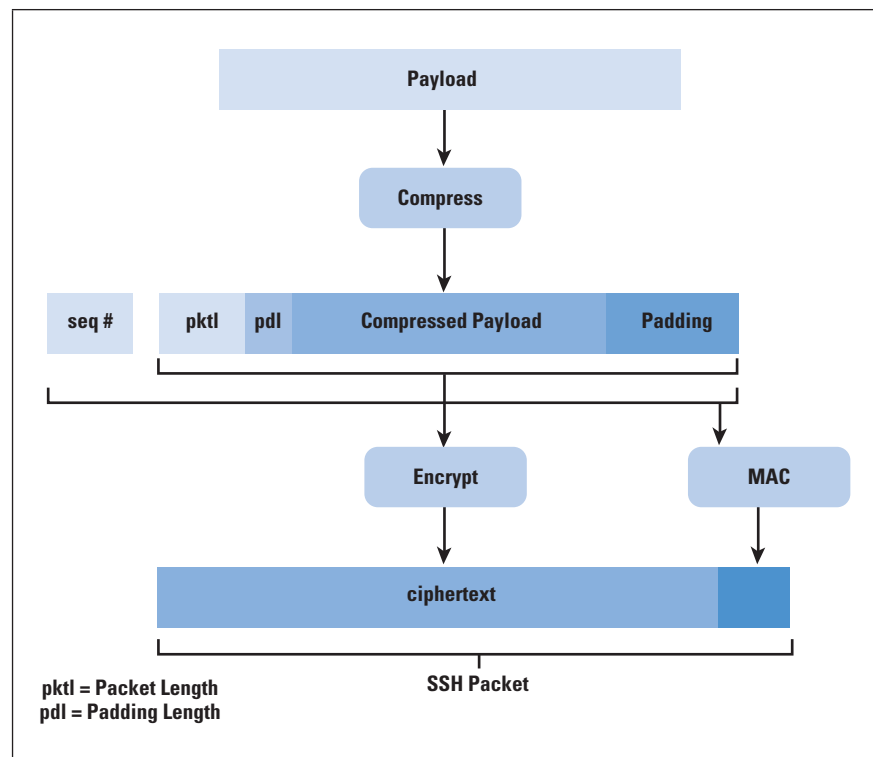 Payload
Compress
seq # pktl pdl Compressed Payload Padding
Encrypt MAC
ciphertext
SSH Packet
pktl = Packet Length
pdl = Padding Length